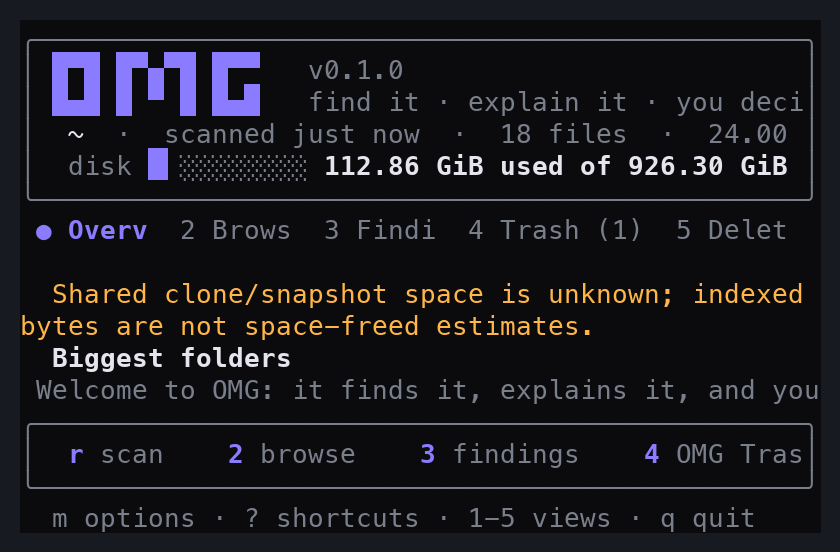 OMG v0.1.0
find it · explain it · you deci
~ · scanned just now · 18 files · 24.00
disk 112.86 GiB used of 926.30 GiB
● Overv 2 Brows 3 Findi 4 Trash (1) 5 Delet
Shared clone/snapshot space is unknown; indexed
bytes are not space-freed estimates.
Biggest folders
Welcome to OMG: it finds it, explains it, and you
r scan 2 browse 3 findings 4 OMG Tras
m options · ? shortcuts · 1-5 views · q quit